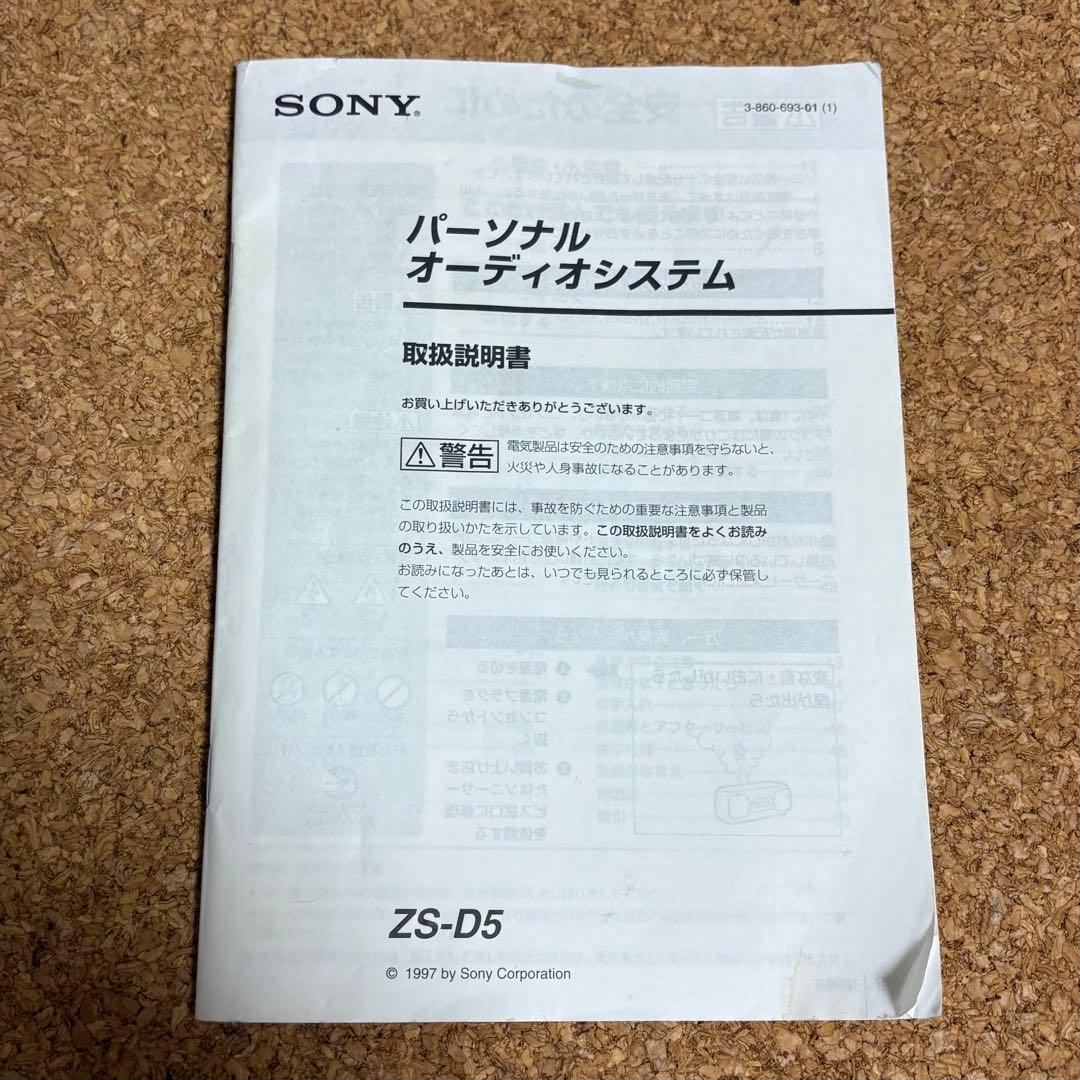 SONY®
3-860-693-01 (1)
パーソナル
オーディオシステム
取扱説明書
お買い上げいただきありがとうございます。
⚠警告
電気製品は安全のための注意事項を守らないと、
火災や人身事故になることがあります。
この取扱説明書には、事故を防ぐための重要な注意事項と製品
の取り扱いかたを示しています。この取扱説明書をよくお読み
のうえ、製品を安全にお使いください。
お読みになったあとは、いつでも見られるところに必ず保管し
てください。
ZS-D5
© 1997 by Sony Corporation